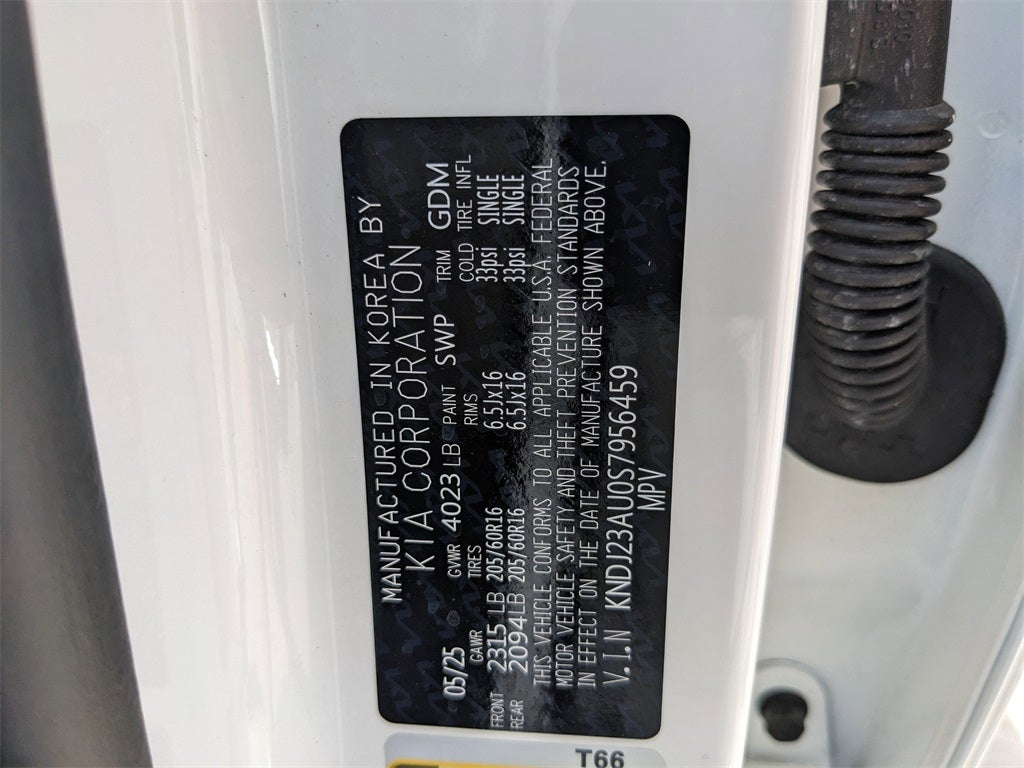 MANUFACTURED IN KOREA BY
KIA CORPORATION
05/25 GVWR 4023 LB PAINT SWP TRIM GDM
GAWR TIRES RIMS COLD TIRE INFL
FRONT 2315 LB 205/60R16 6.5Jx16 33psi SINGLE
REAR 2094 LB 205/60R16 6.5Jx16 33psi SINGLE
THIS VEHICLE CONFORMS TO ALL APPLICABLE U.S.A. FEDERAL
MOTOR VEHICLE SAFETY AND THEFT PREVENTION STANDARDS
IN EFFECT ON THE DATE OF MANUFACTURE SHOWN ABOVE.
V.I.N KNDJ23AU0S7956459
MPV
T66